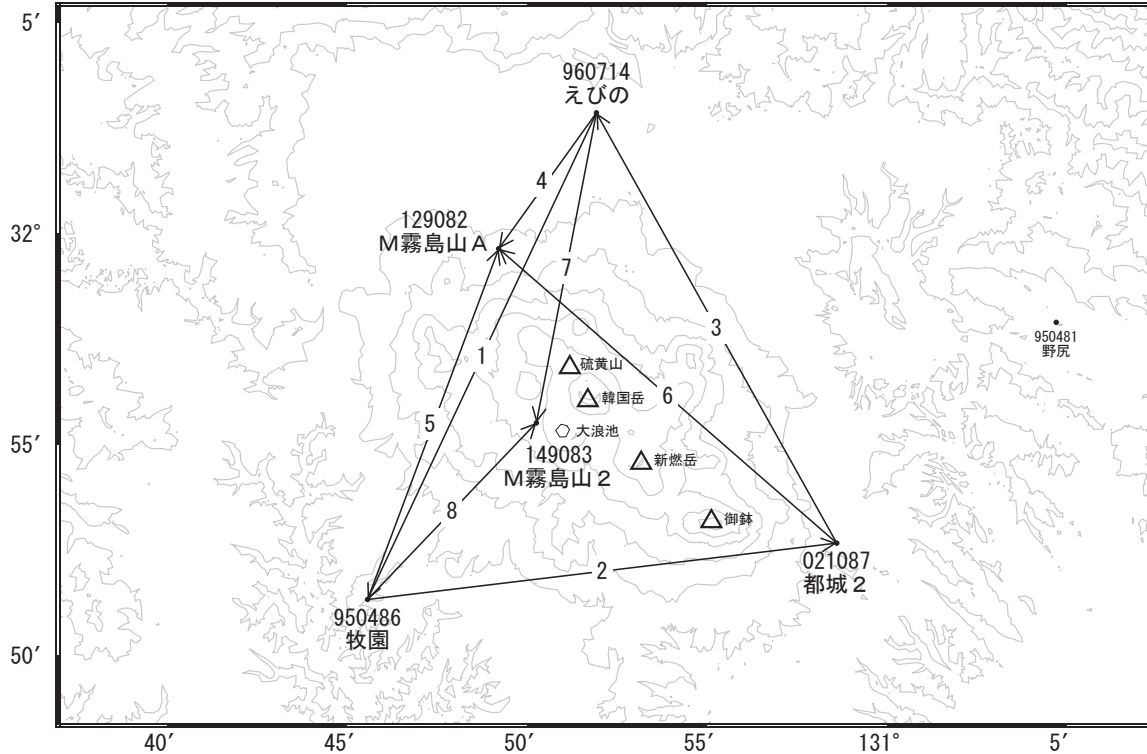 5′
960714
えびの
4
129082
M霧島山A
32°
7
3
950481
野尻
1
硫黄山
6
韓国岳
5
大浪池
55′
149083
M霧島山2
新燃岳
8
御鉢
2
021087
都城2
950486
牧園
50′
40′
45′
50′
55′
131°
5′